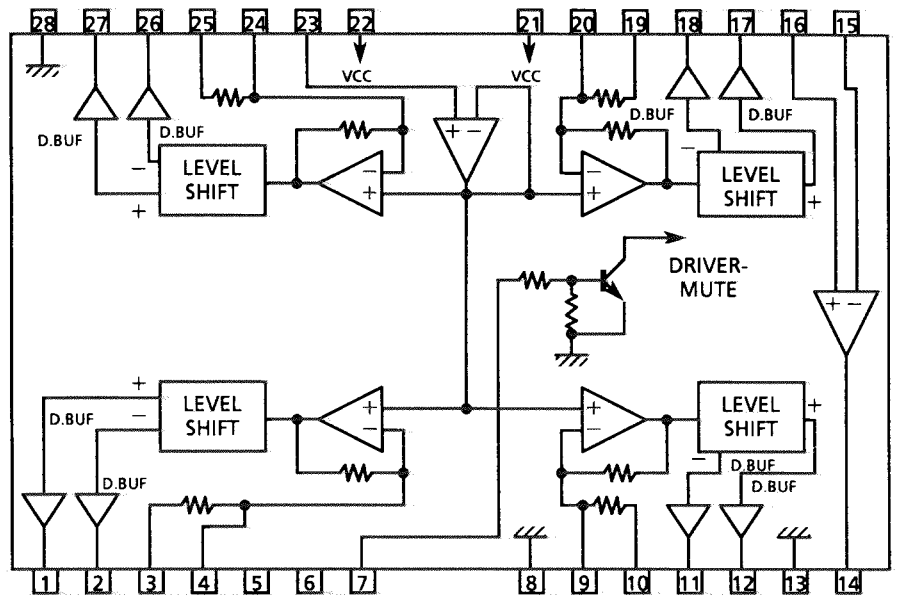 28 27 26 25 24 23 22 21 20 19 18 17 16 15
VCC VCC
D.BUF D.BUF D.BUF D.BUF
+ −
− LEVEL SHIFT − +
+ − +
− LEVEL SHIFT +
+
DRIVER-
MUTE
+ −
+ LEVEL SHIFT + −
− D.BUF
+ − LEVEL SHIFT +
− D.BUF
D.BUF D.BUF
1 2 3 4 5 6 7 8 9 10 11 12 13 14